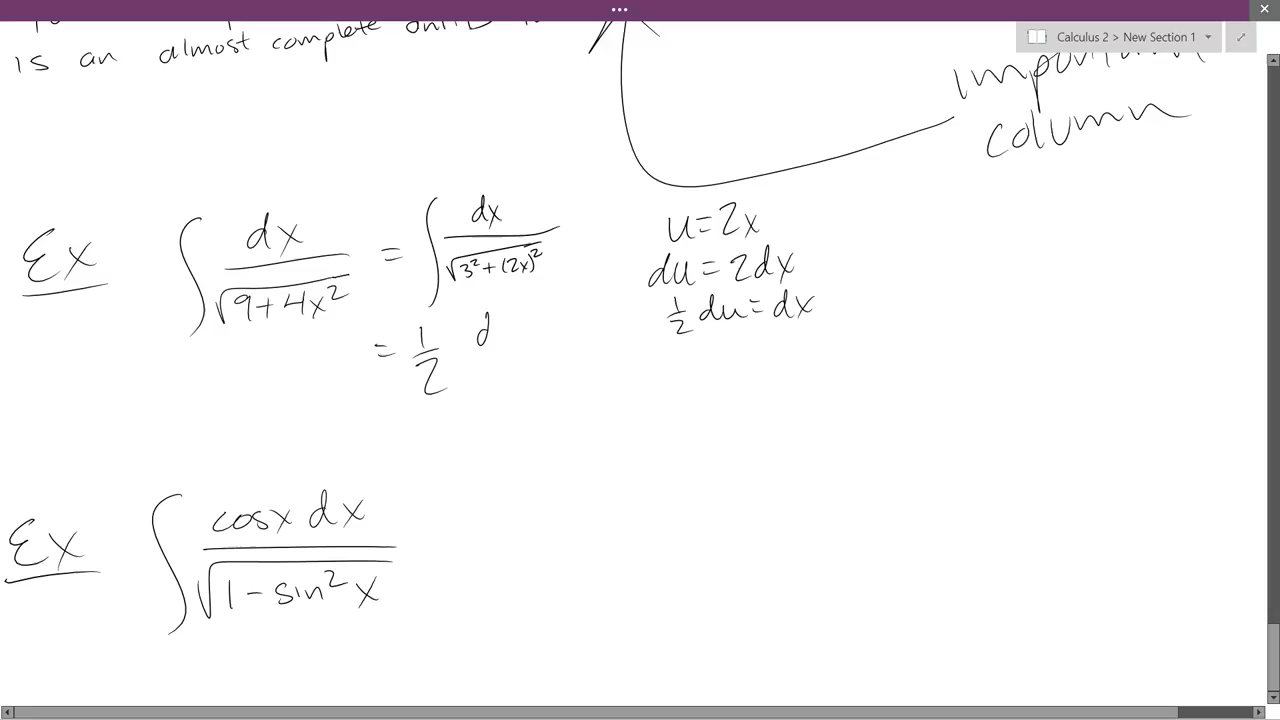 is an almost complete
Calculus 2 > New Section 1
column
Ex ∫ dx / √(9+4x²) = ∫ dx / √(3²+(2x)²)
= 1/2 d
u = 2x
du = 2dx
1/2 du = dx
Ex ∫ cosx dx / √(1 - sin² x)